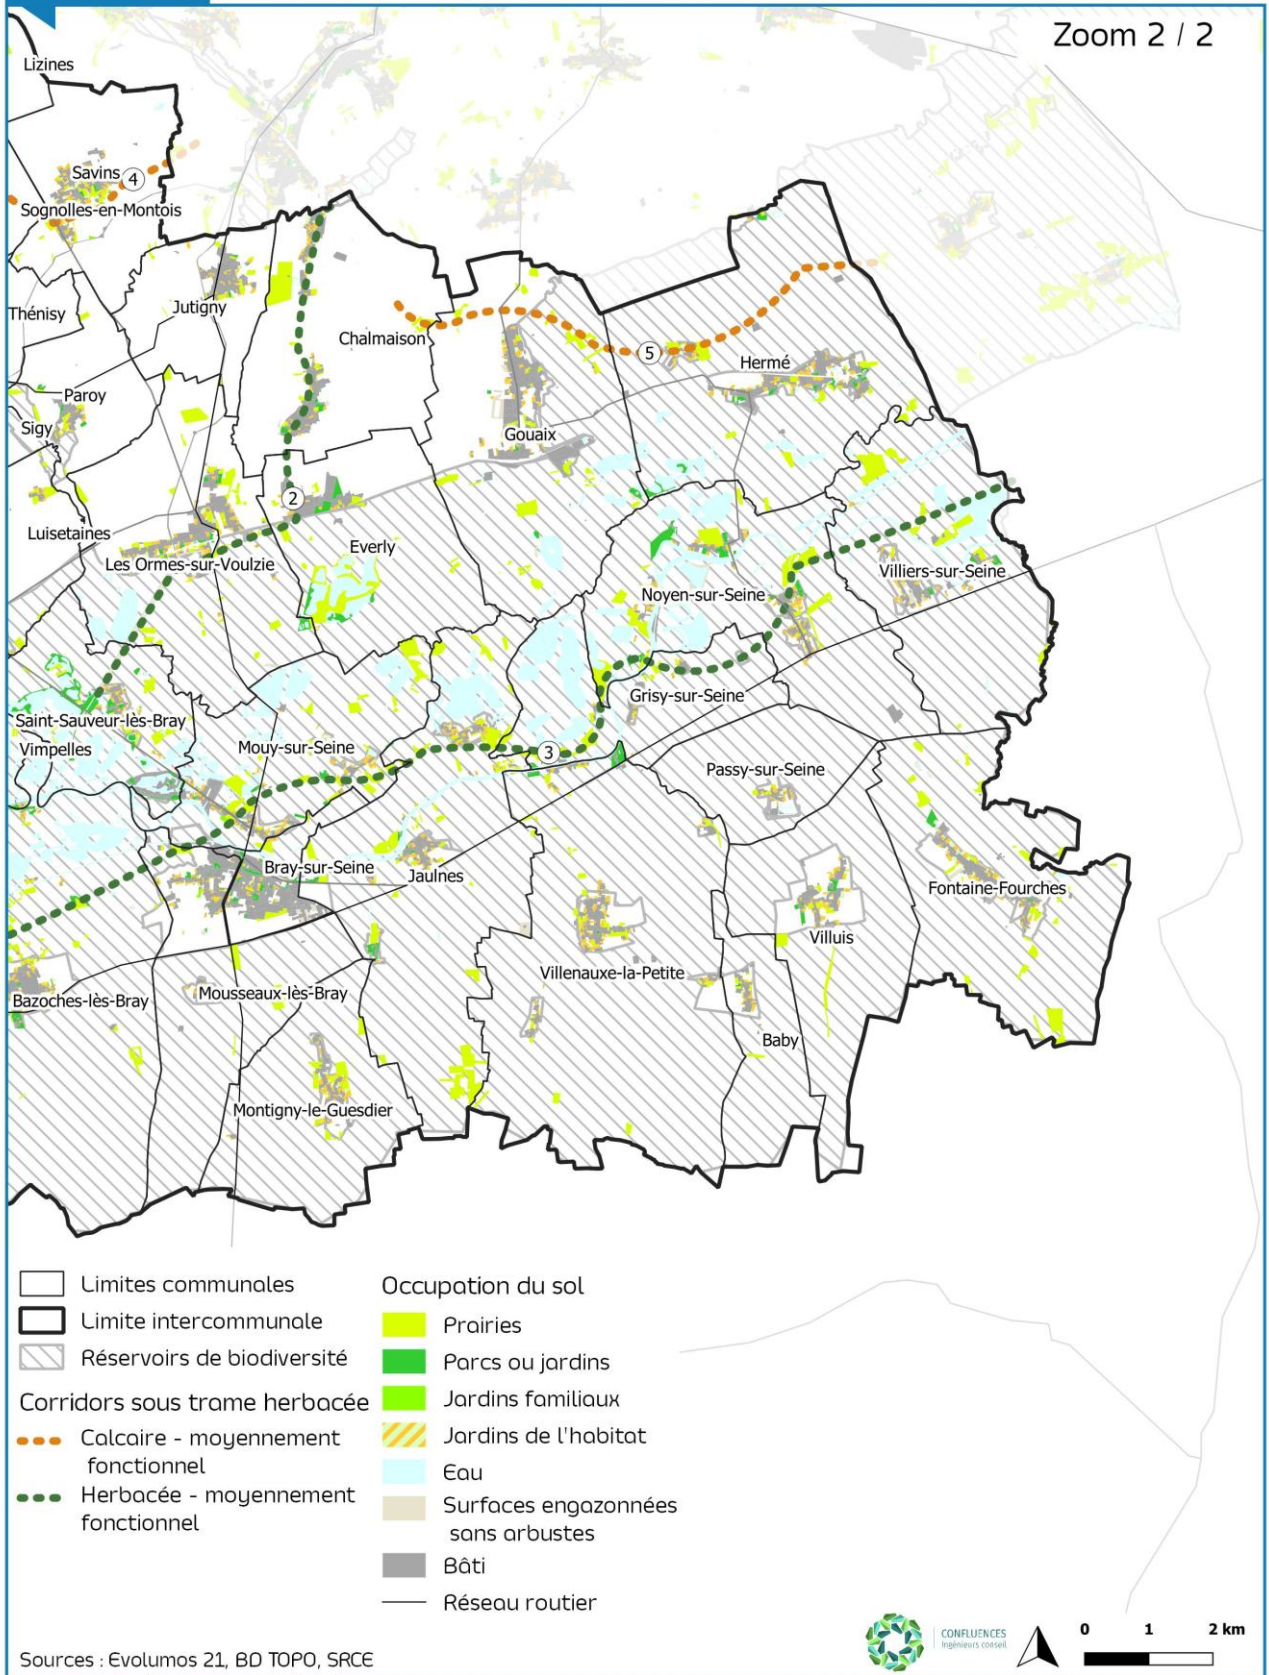 Zoom 2 / 2
Lizines
Savins
4
Sognolles-en-Montois
Thénisy
Jutigny
Chalmaison
5
Hermé
Paroy
Sigy
Gouaix
2
Luisetaines
Everly
Les Ormes-sur-Voulzie
Villiers-sur-Seine
Noyen-sur-Seine
Grisy-sur-Seine
Saint-Sauveur-lès-Bray
Vimpelles
Mouy-sur-Seine
3
Passy-sur-Seine
Bray-sur-Seine
Jaulnes
Fontaine-Fourches
Villuis
Villenauxe-la-Petite
Bazoches-lès-Bray
Mousseaux-lès-Bray
Baby
Montigny-le-Guesdier
Limites communales
Limite intercommunale
Réservoirs de biodiversité
Corridors sous trame herbacée
Calcaire - moyennement
fonctionnel
Herbacée - moyennement
fonctionnel
Occupation du sol
Prairies
Parcs ou jardins
Jardins familiaux
Jardins de l'habitat
Eau
Surfaces engazonnées
sans arbustes
Bâti
Réseau routier
CONFLUENCES
Ingénieurs conseil
0 1 2 km
Sources : Evolumos 21, BD TOPO, SRCE